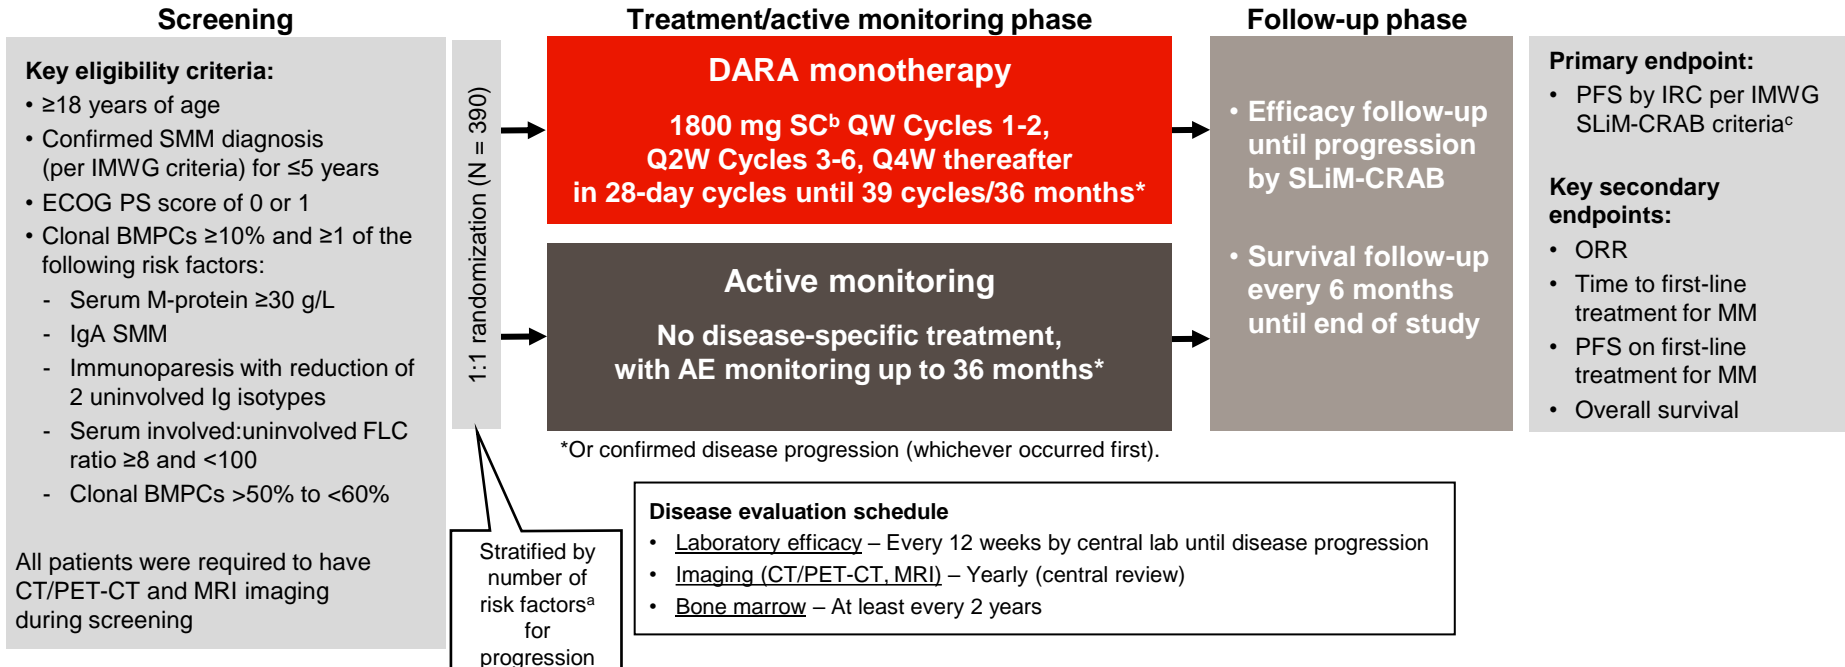 Screening
Key eligibility criteria:
• ≥18 years of age
• Confirmed SMM diagnosis
(per IMWG criteria) for ≤5 years
• ECOG PS score of 0 or 1
• Clonal BMPCs ≥10% and ≥1 of the
following risk factors:
- Serum M-protein ≥30 g/L
- IgA SMM
- Immunoparesis with reduction of
2 uninvolved Ig isotypes
- Serum involved:uninvolved FLC
ratio ≥8 and <100
- Clonal BMPCs >50% to <60%
All patients were required to have
CT/PET-CT and MRI imaging
during screening
1:1 randomization (N = 390)
Stratified by
number of
risk factorsᵃ
for
progression
Treatment/active monitoring phase
DARA monotherapy
1800 mg SCᵇ QW Cycles 1-2,
Q2W Cycles 3-6, Q4W thereafter
in 28-day cycles until 39 cycles/36 months*
Active monitoring
No disease-specific treatment,
with AE monitoring up to 36 months*
*Or confirmed disease progression (whichever occurred first).
Disease evaluation schedule
• Laboratory efficacy – Every 12 weeks by central lab until disease progression
• Imaging (CT/PET-CT, MRI) – Yearly (central review)
• Bone marrow – At least every 2 years
Follow-up phase
• Efficacy follow-up
until progression
by SLiM-CRAB
• Survival follow-up
every 6 months
until end of study
Primary endpoint:
• PFS by IRC per IMWG
SLiM-CRAB criteriaᶜ
Key secondary
endpoints:
• ORR
• Time to first-line
treatment for MM
• PFS on first-line
treatment for MM
• Overall survival